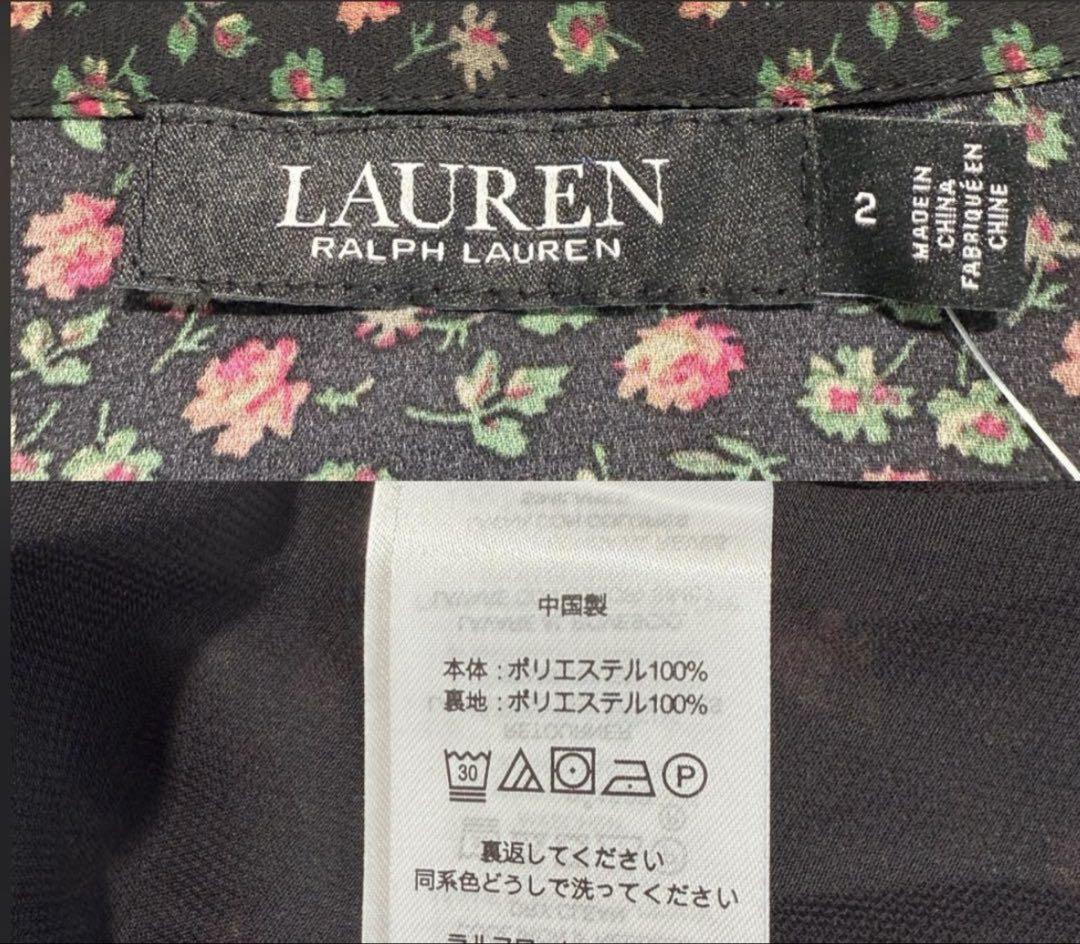 LAUREN
RALPH LAUREN
2
MADE IN
CHINA
FABRIQUÉ EN
CHINE
中国製
本体:ポリエステル100%
裏地:ポリエステル100%
30
P
裏返してください
同系色どうしで洗ってください